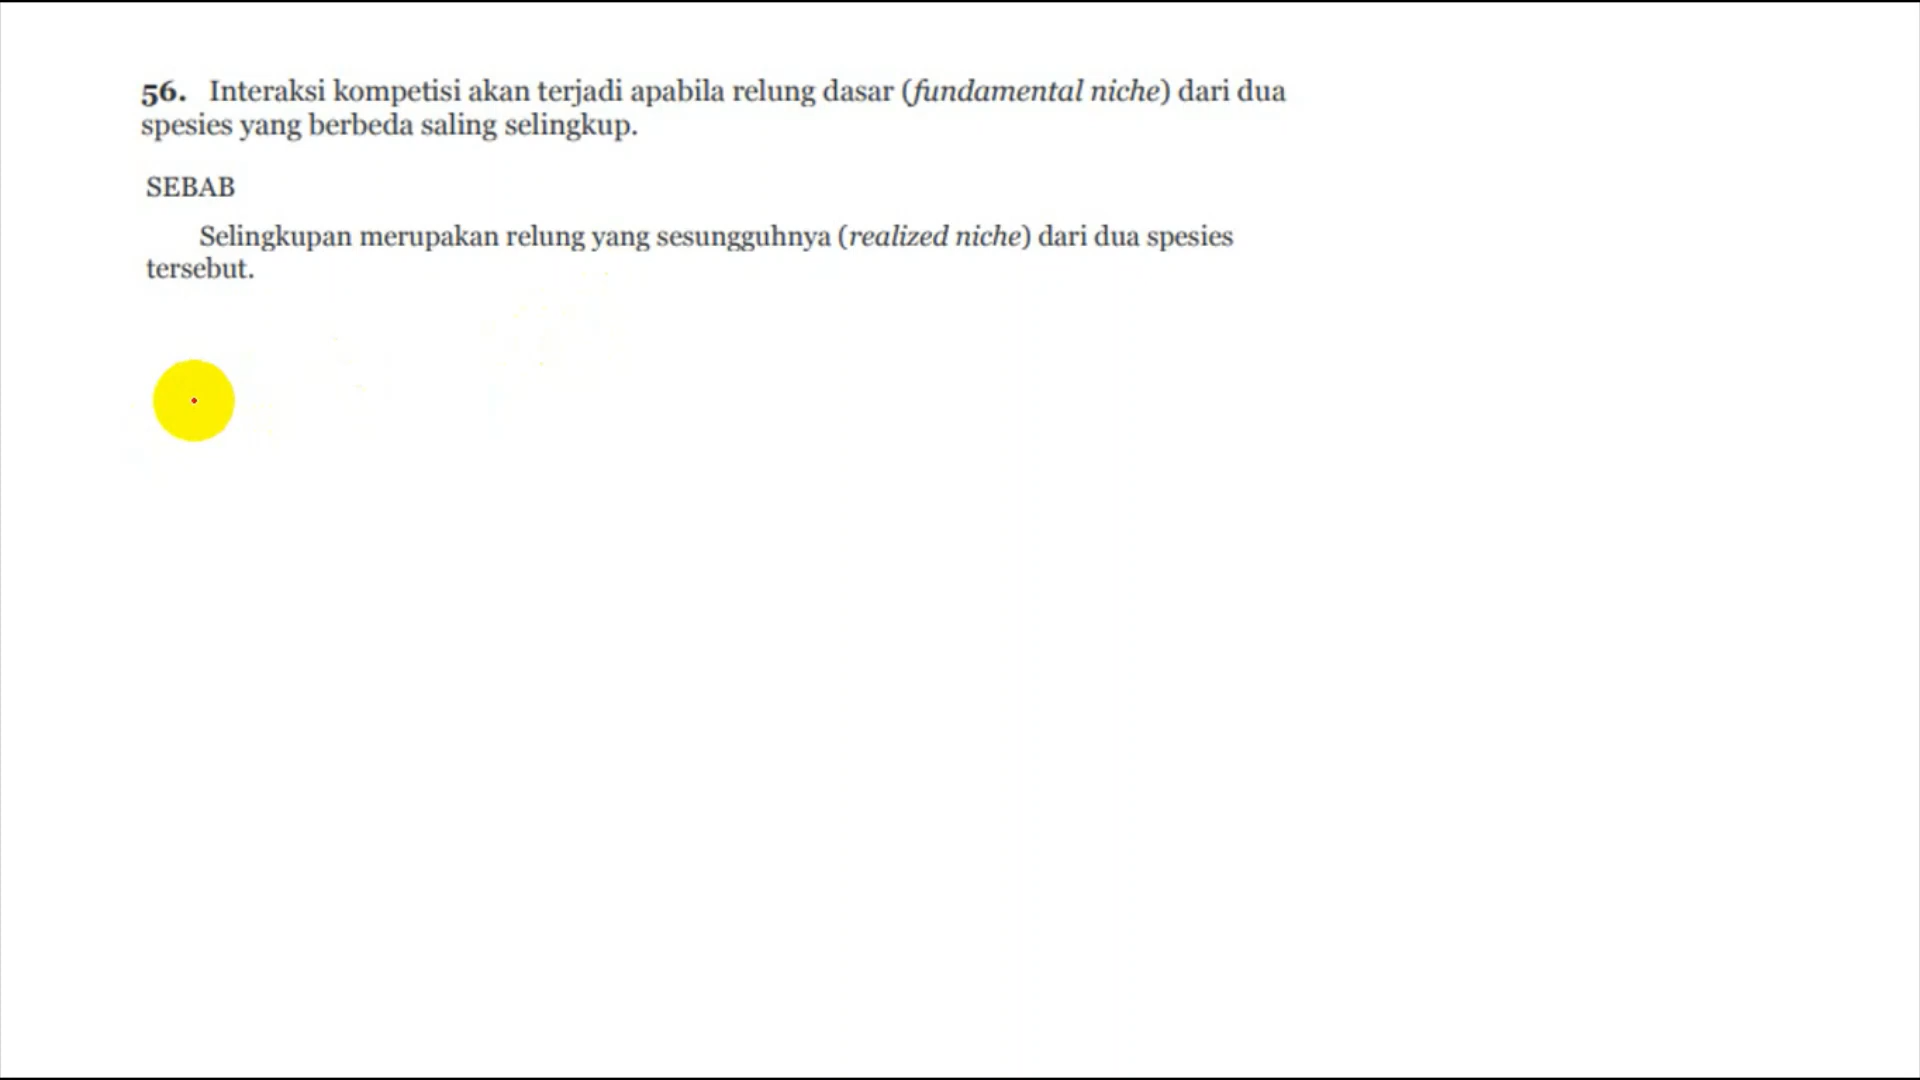 56. Interaksi kompetisi akan terjadi apabila relung dasar (fundamental niche) dari dua
spesies yang berbeda saling selingkup.
SEBAB
Selingkupan merupakan relung yang sesungguhnya (realized niche) dari dua spesies
tersebut.